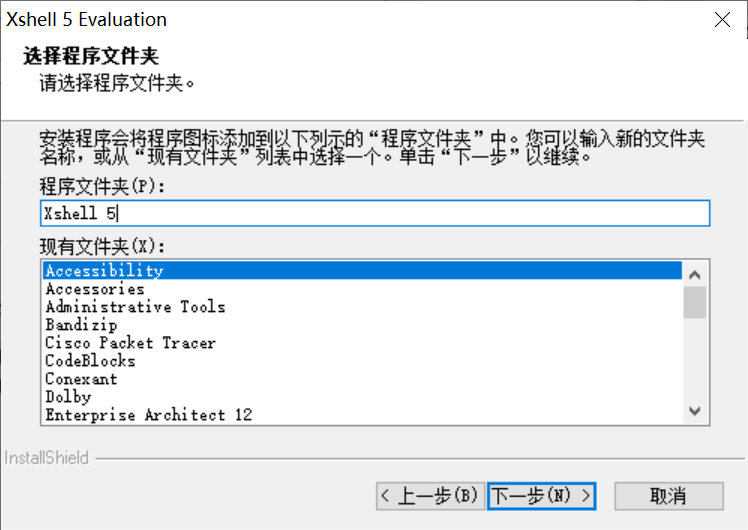 Xshell 5 Evaluation
选择程序文件夹
请选择程序文件夹。
安装程序会将程序图标添加到以下列示的“程序文件夹”中。您可以输入新的文件夹
名称，或从“现有文件夹”列表中选择一个。单击“下一步”以继续。
程序文件夹(P)：
Xshell 5
现有文件夹(X)：
Accessibility
Accessories
Administrative Tools
Bandizip
Cisco Packet Tracer
CodeBlocks
Conexant
Dolby
Enterprise Architect 12
InstallShield
< 上一步(B) 下一步(N) > 取消